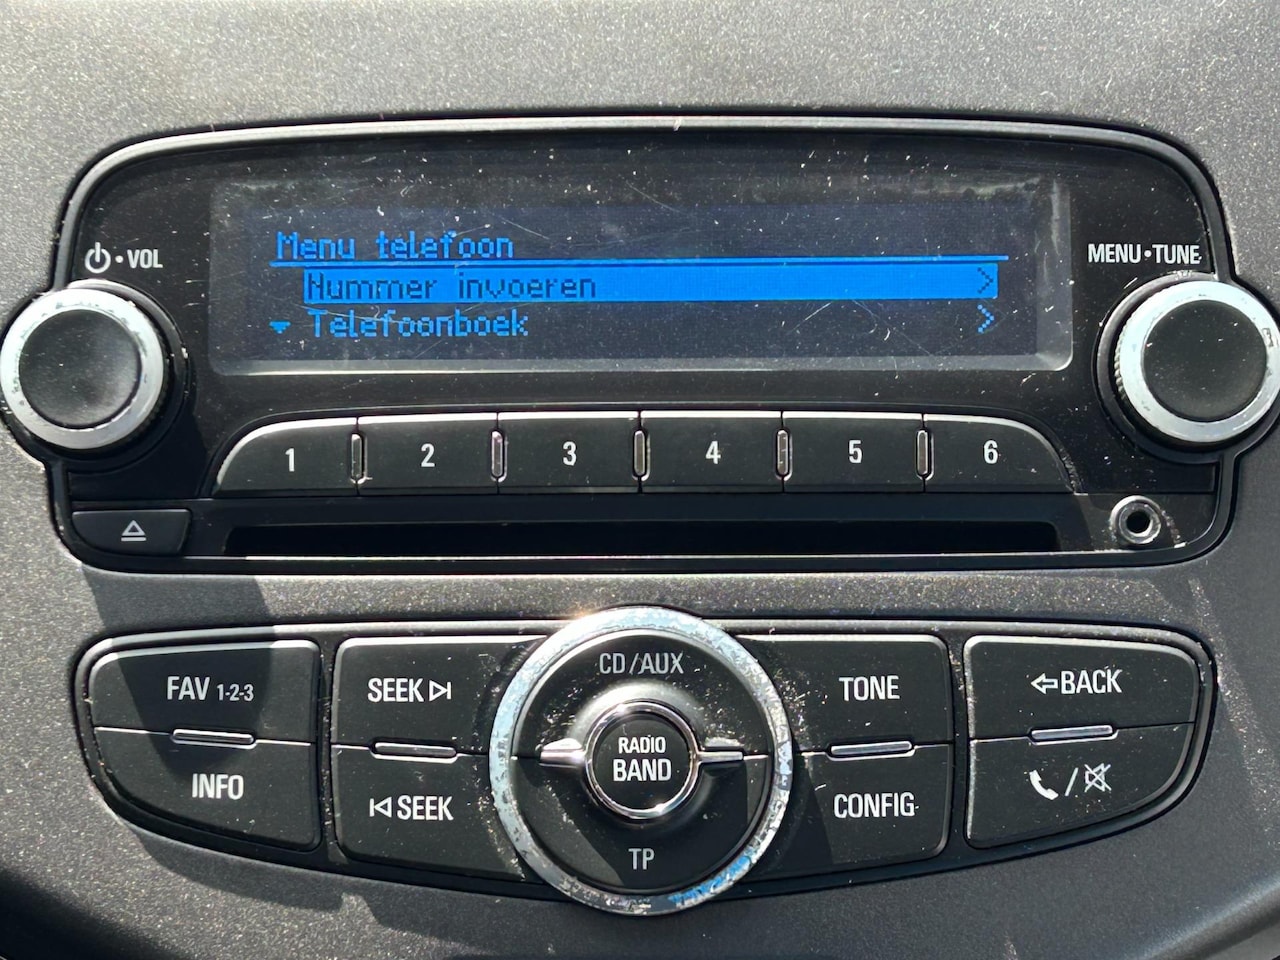 Menu telefoon
Nummer invoeren >
Telefoonboek >
VOL
MENU•TUNE
1 2 3 4 5 6
FAV 1-2-3
INFO
SEEK
SEEK
CD/AUX
RADIO
BAND
TP
TONE
CONFIG
BACK
/